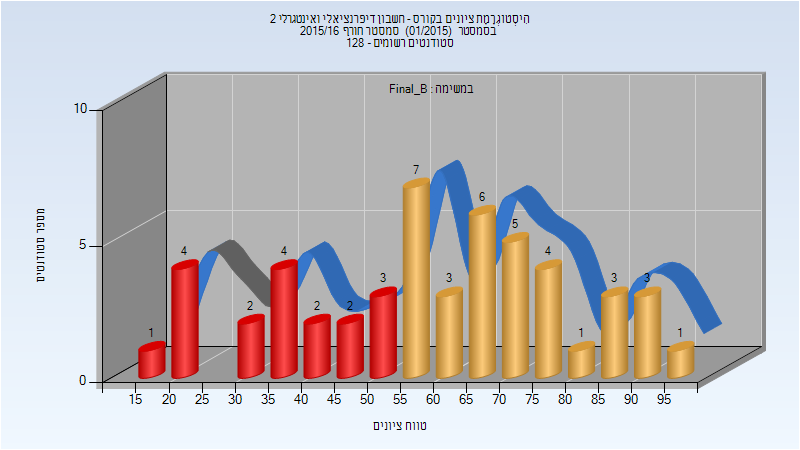 היסטוגרמת ציונים בקורס - חשבון דיפרנציאלי ואינטגרלי 2
בסמסטר (01/2015) סמסטר חורף 2015/16
סטודנטים רשומים - 128
במשימה : Final_B
מספר סטודנטים
10
5
0
1
4
2
4
2
2
3
7
3
6
5
4
1
3
3
1
15 20 25 30 35 40 45 50 55 60 65 70 75 80 85 90 95
טווח ציונים